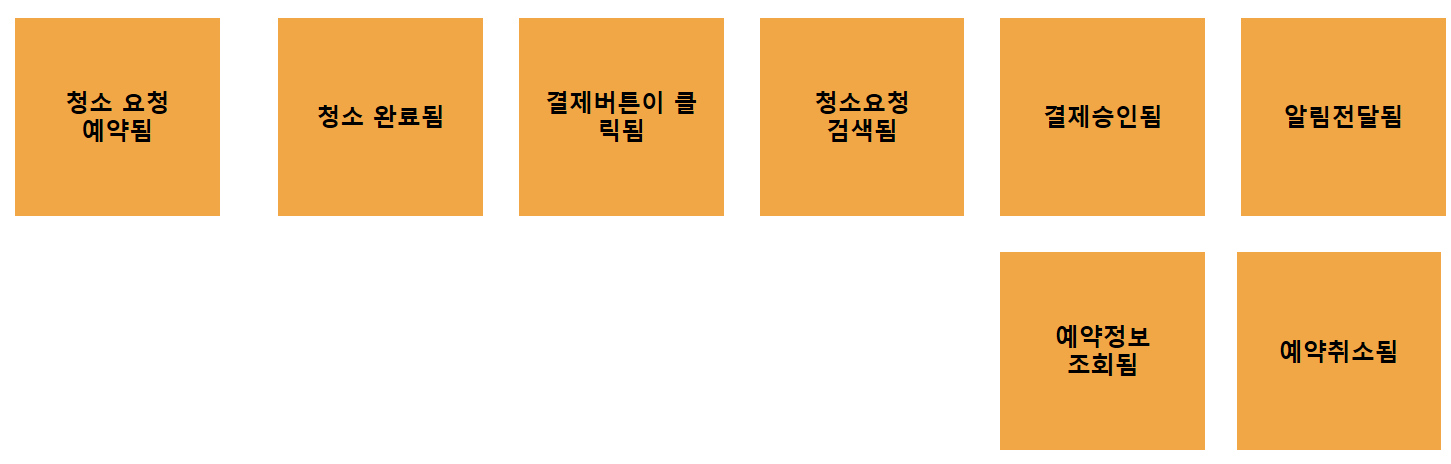 청소 요청
예약됨
청소 완료됨
결제버튼이 클
릭됨
청소요청
검색됨
결제승인됨
알림전달됨
예약정보
조회됨
예약취소됨